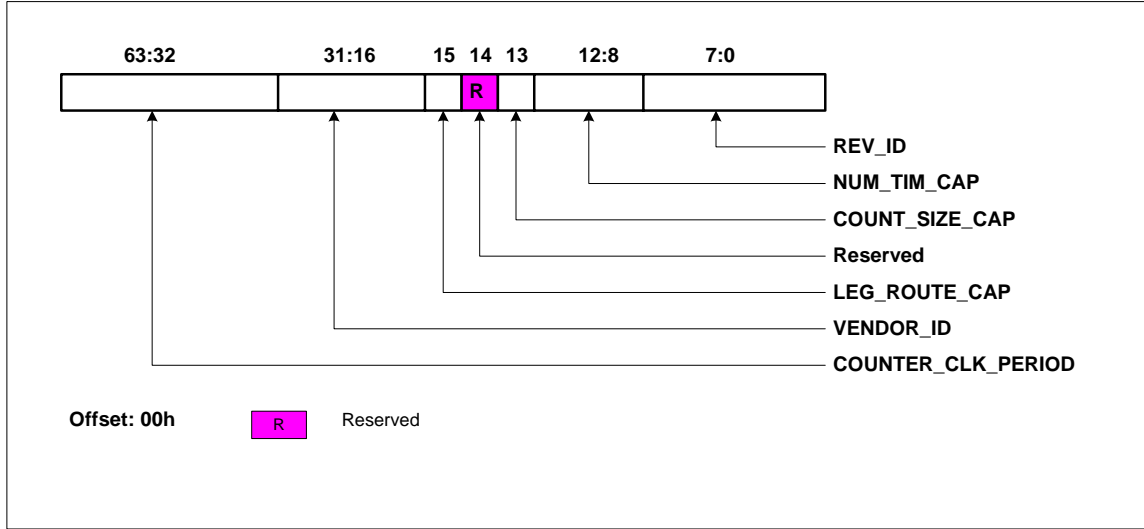 63:32 31:16 15 14 13 12:8 7:0
R
REV_ID
NUM_TIM_CAP
COUNT_SIZE_CAP
Reserved
LEG_ROUTE_CAP
VENDOR_ID
COUNTER_CLK_PERIOD
Offset: 00h R Reserved